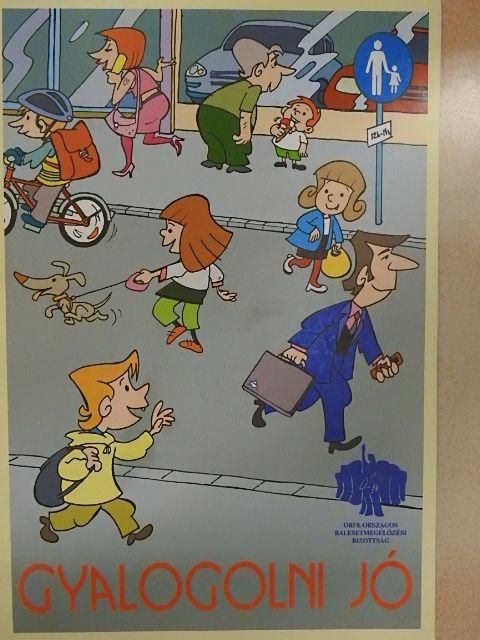 ORFK-ORSZÁGOS
BALESETMEGELŐZÉSI
BIZOTTSÁG
GYALOGOLNI JÓ